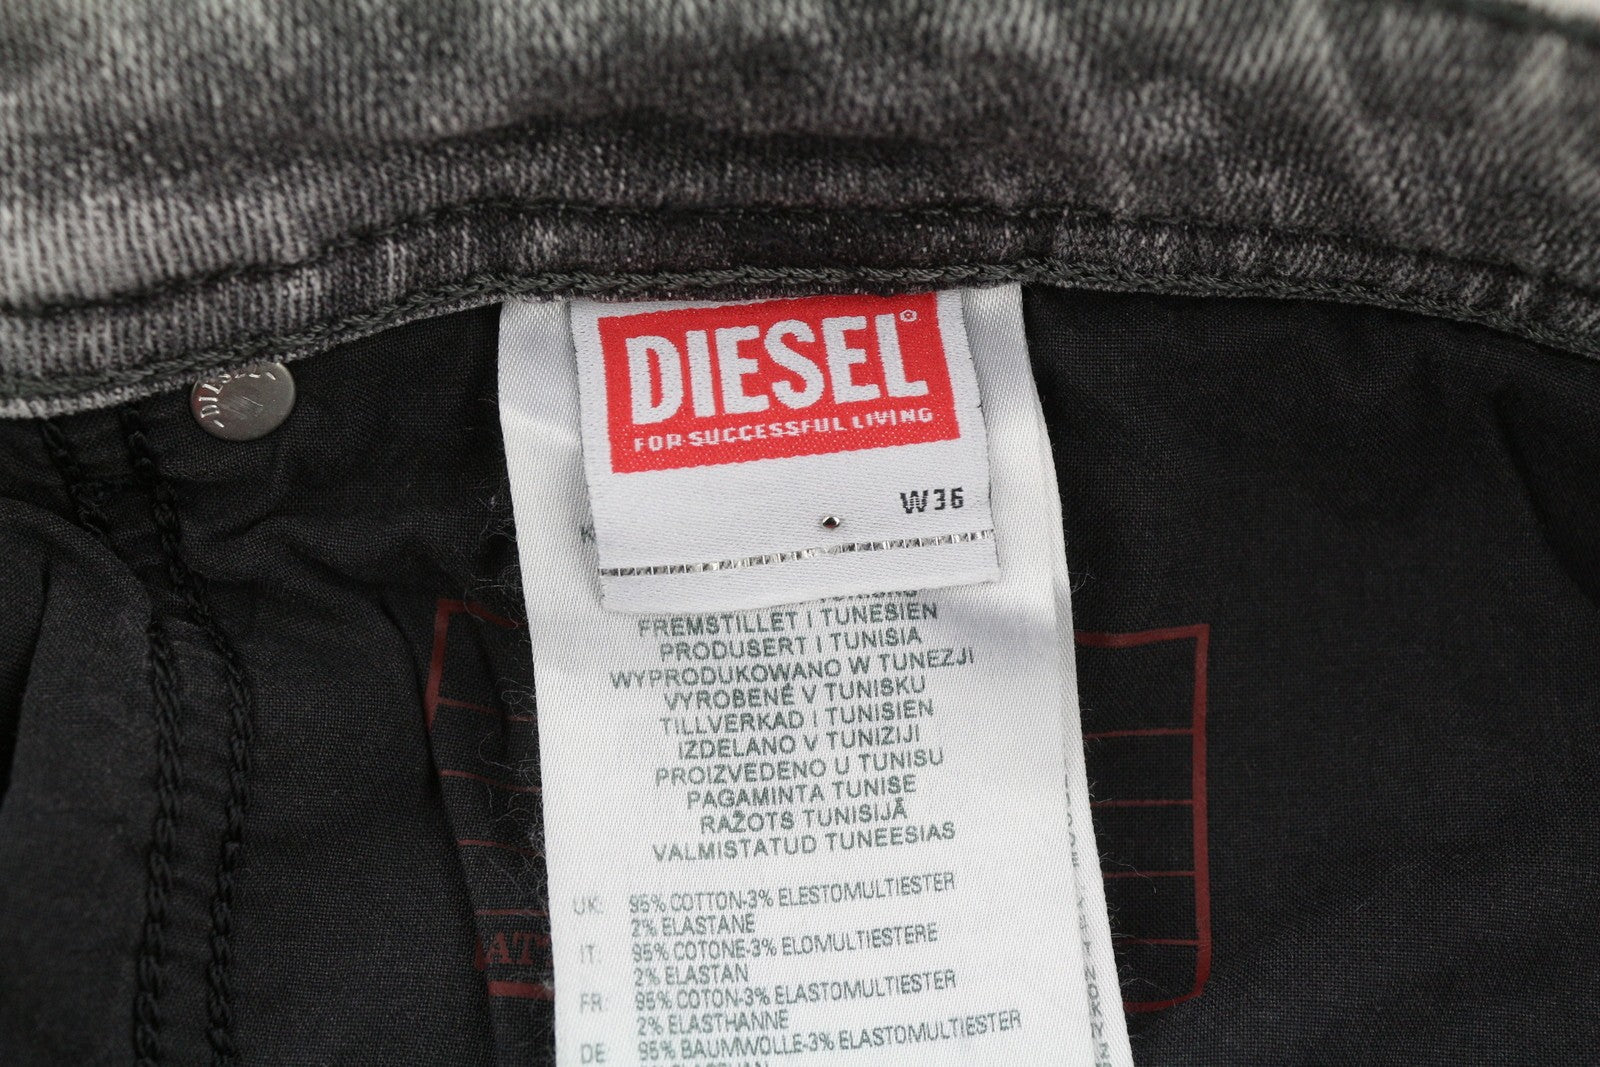 DIESEL®
FOR SUCCESSFUL LIVING
W36
FREMSTILLET I TUNESIEN
PRODUSERT I TUNISIA
WYPRODUKOWANO W TUNEZJI
VYROBENÉ V TUNISKU
TILLVERKAD I TUNISIEN
IZDELANO V TUNIZIJI
PROIZVEDENO U TUNISU
PAGAMINTA TUNISE
RAŽOTS TUNISIJĀ
VALMISTATUD TUNEESIAS
UK: 95% COTTON-3% ELESTOMULTIESTER
2% ELASTANE
IT: 95% COTONE-3% ELOMULTIESTERE
2% ELASTAN
FR: 95% COTON-3% ELASTOMULTIESTER
2% ELASTHANNE
DE 95% BAUMWOLLE-3% ELASTOMULTIESTER